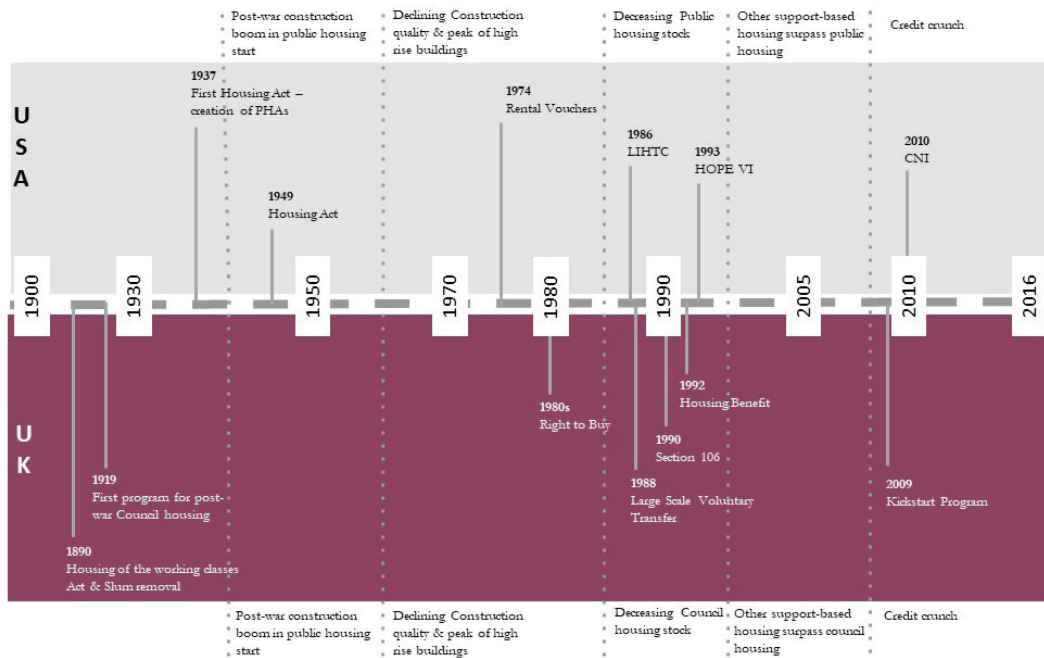 Post-war construction
boom in public housing
start
Declining Construction
quality & peak of high
rise buildings
Decreasing Public
housing stock
Other support-based
housing surpass public
housing
Credit crunch
USA
1937
First Housing Act –
creation of PHAs
1949
Housing Act
1974
Rental Vouchers
1986
LIHTC
1993
HOPE VI
2010
CNI
1900
1930
1950
1970
1980
1990
2005
2010
2016
UK
1890
Housing of the working classes
Act & Slum removal
1919
First program for post-
war Council housing
1980s
Right to Buy
1988
Large Scale Voluntary
Transfer
1990
Section 106
1992
Housing Benefit
2009
Kickstart Program
Post-war construction
boom in public housing
start
Declining Construction
quality & peak of high
rise buildings
Decreasing Council
housing stock
Other support-based
housing surpass council
housing
Credit crunch